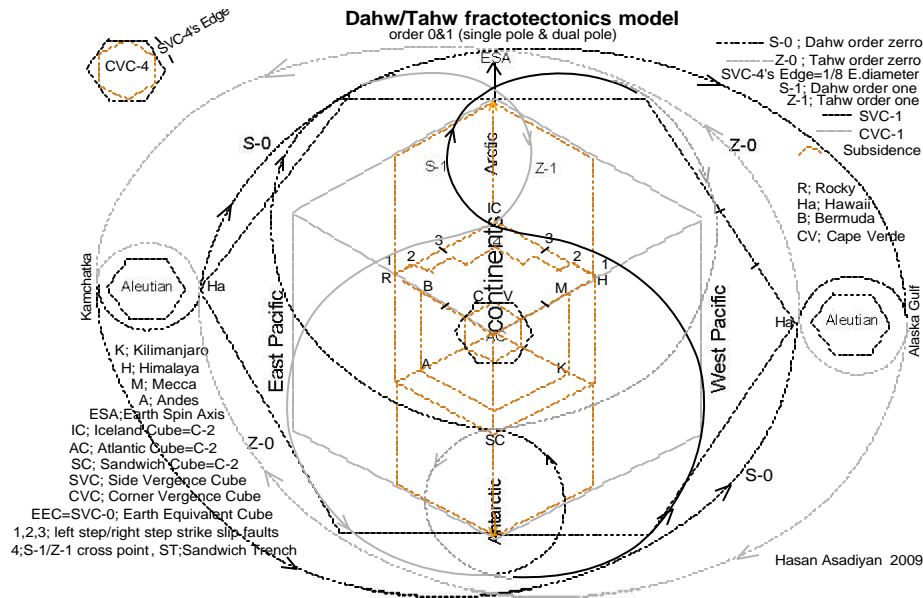 Dahw/Tahw fractotectonics model
order 0&1 (single pole & dual pole)
ESA
SVC-4's Edge
CVC-4
S-0 ; Dahw order zerro
Z-0 ; Tahw order zerro
SVC-4's Edge=1/8 E.diameter
S-1; Dahw order one
Z-1; Tahw order one
SVC-1
CVC-1
Subsidence
R; Rocky
Ha; Hawaii
B; Bermuda
CV; Cape Verde
S-0
Z-0
Arctic
S-1
Z-1
IC
continents
4
3
3
1
2
2
1
R
H
B
M
C
V
AC
A
K
SC
Antarctic
Kamchatka
Aleutian
Ha
East Pacific
West Pacific
Ha
Aleutian
Alaska Gulf
Z-0
S-0
K; Kilimanjaro
H; Himalaya
M; Mecca
A; Andes
ESA;Earth Spin Axis
IC; Iceland Cube=C-2
AC; Atlantic Cube=C-2
SC; Sandwich Cube=C-2
SVC; Side Vergence Cube
CVC; Corner Vergence Cube
EEC=SVC-0; Earth Equivalent Cube
1,2,3; left step/right step strike slip faults
4;S-1/Z-1 cross point, ST;Sandwich Trench
Hasan Asadiyan 2009